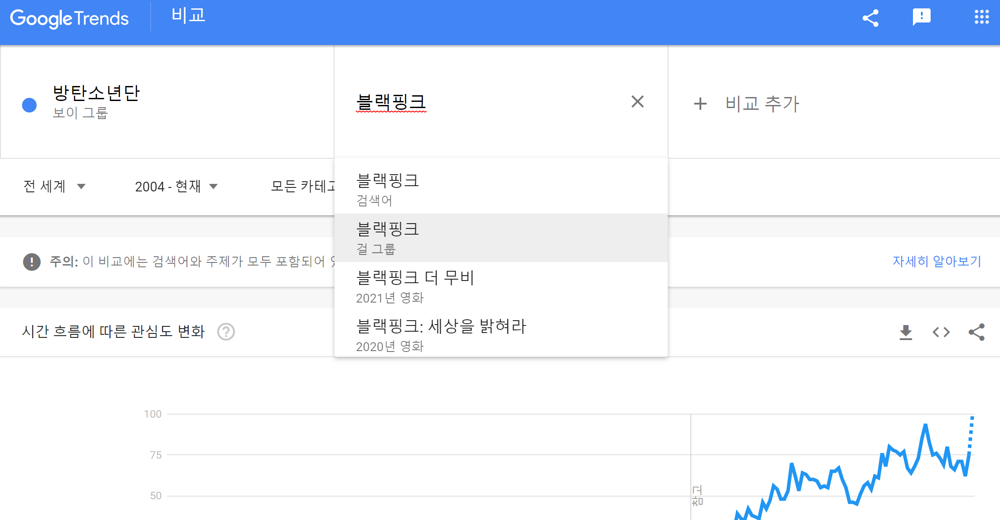 Google Trends
비교
방탄소년단
보이 그룹
블랙핑크
비교 추가
전 세계
2004 - 현재
모든 카테고
블랙핑크
검색어
블랙핑크
걸 그룹
블랙핑크 더 무비
2021년 영화
블랙핑크: 세상을 밝혀라
2020년 영화
주의: 이 비교에는 검색어와 주제가 모두 포함되어
자세히 알아보기
시간 흐름에 따른 관심도 변화
100
75
50
참고